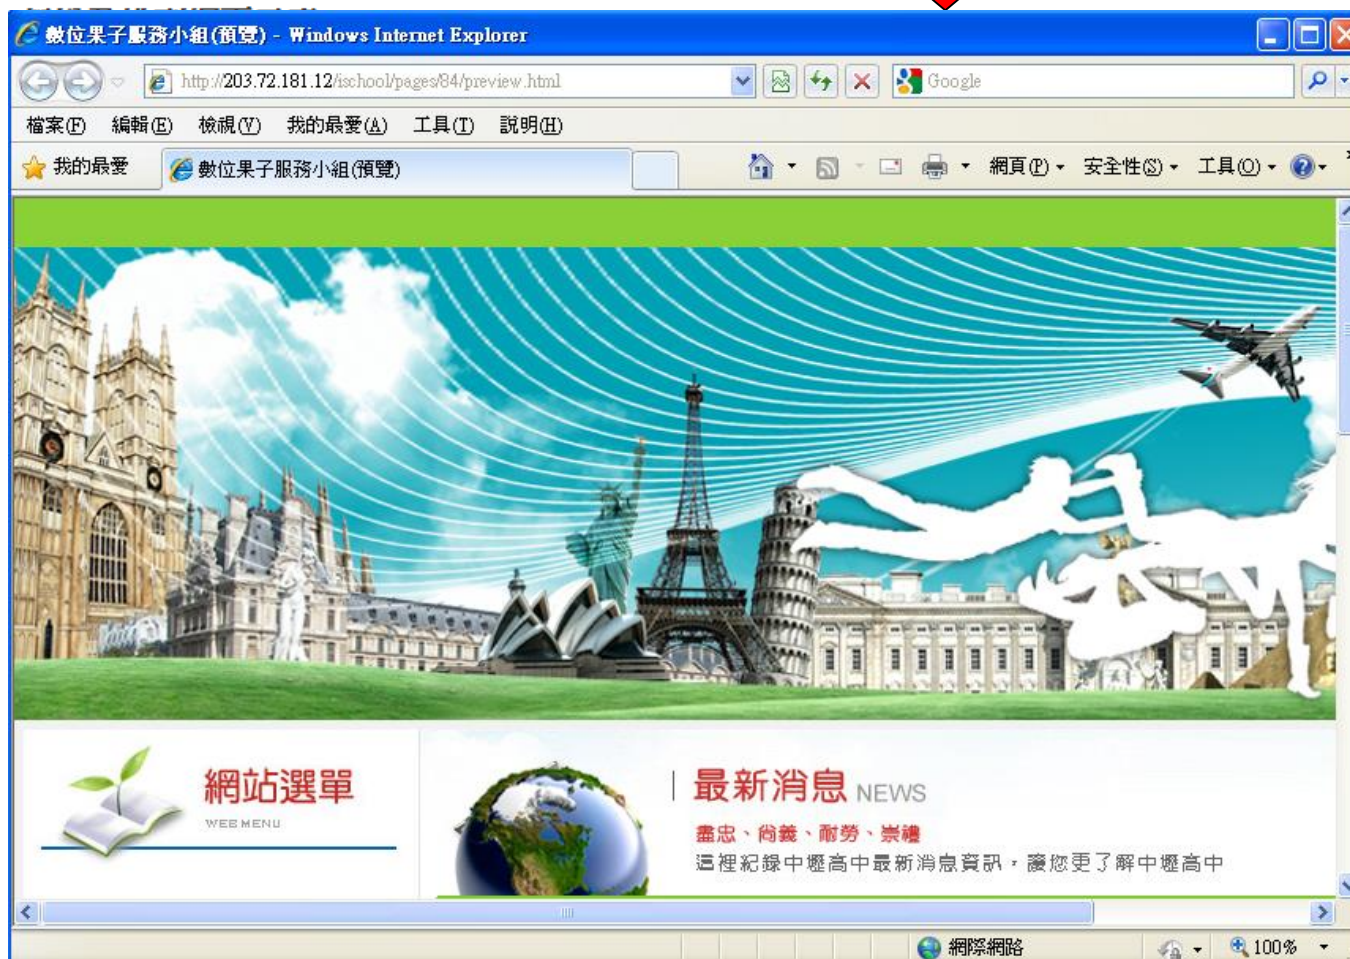 數位果子服務小組(預覽) - Windows Internet Explorer
http://203.72.181.12/ischool/pages/84/preview.html
Google
檔案(F) 編輯(E) 檢視(V) 我的最愛(A) 工具(T) 說明(H)
我的最愛 數位果子服務小組(預覽) 網頁(P) 安全性(S) 工具(O)
網站選單
WEB MENU
最新消息 NEWS
盡忠、尚義、耐勞、崇禮
這裡紀錄中壢高中最新消息資訊，讓您更了解中壢高中
網際網路 100%